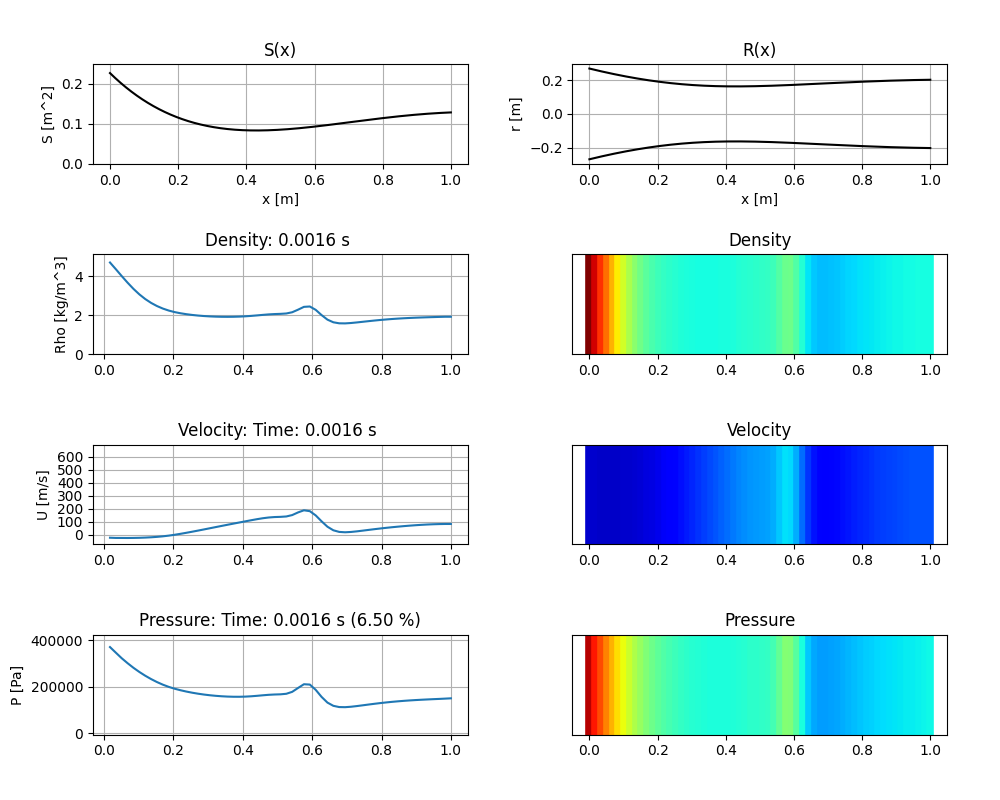 S(x)
S [m^2]
0.2
0.1
0.0
0.0 0.2 0.4 0.6 0.8 1.0
x [m]
R(x)
r [m]
0.2
0.0
−0.2
0.0 0.2 0.4 0.6 0.8 1.0
x [m]
Density: 0.0016 s
Rho [kg/m^3]
4
2
0
0.0 0.2 0.4 0.6 0.8 1.0
Density
0.0 0.2 0.4 0.6 0.8 1.0
Velocity: Time: 0.0016 s
U [m/s]
600
500
400
300
200
100
0
0.0 0.2 0.4 0.6 0.8 1.0
Velocity
0.0 0.2 0.4 0.6 0.8 1.0
Pressure: Time: 0.0016 s (6.50 %)
P [Pa]
400000
200000
0
0.0 0.2 0.4 0.6 0.8 1.0
Pressure
0.0 0.2 0.4 0.6 0.8 1.0